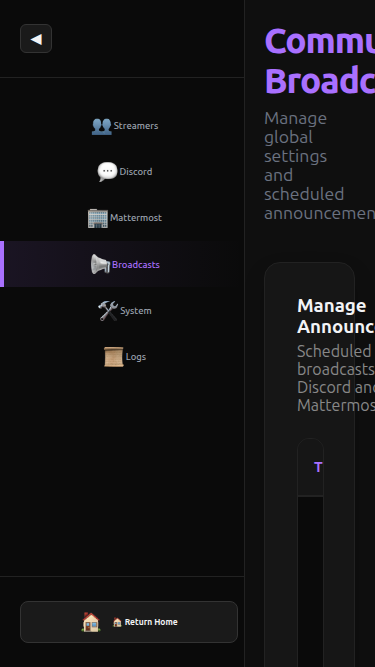 Streamers
Discord
Mattermost
Broadcasts
System
Logs
Return Home
Commu
Broadc
Manage
global
settings
and
scheduled
announcemen
Manage
Announc
Scheduled
broadcasts
Discord and
Mattermos
T